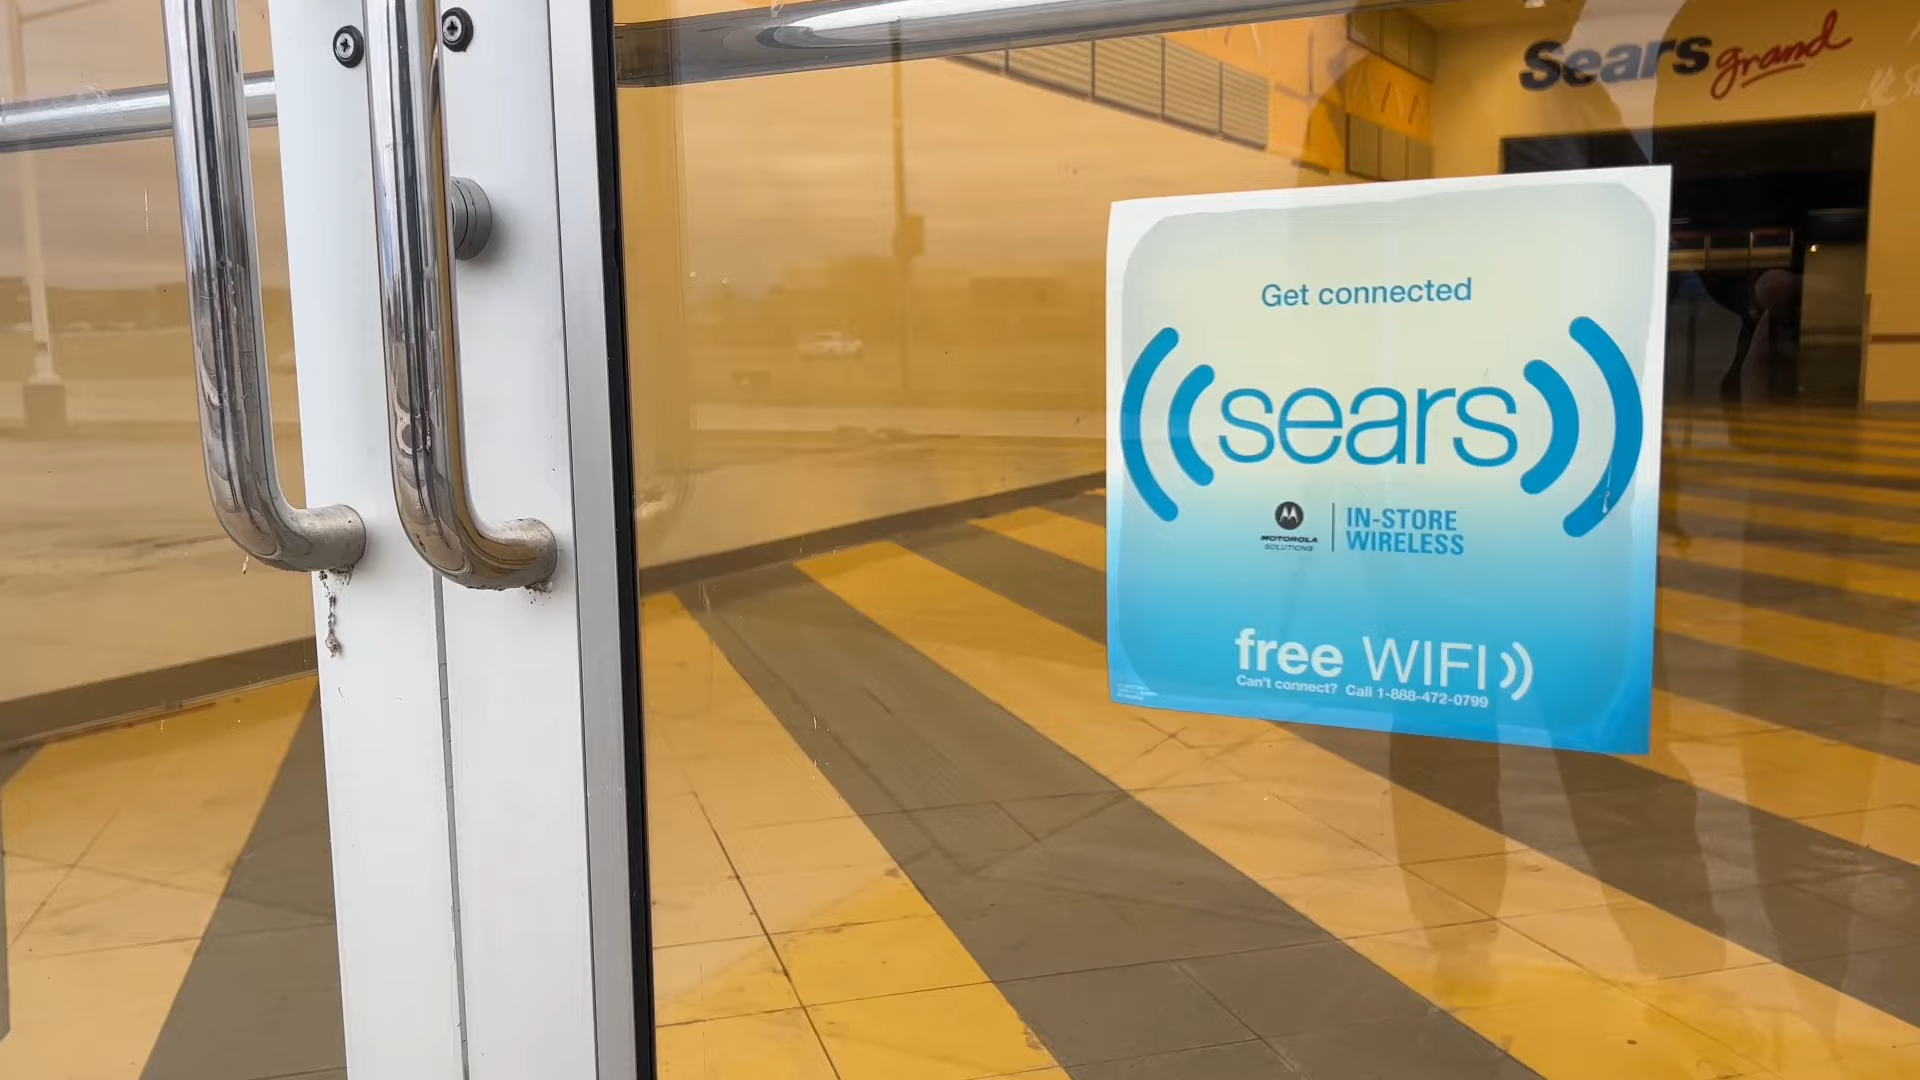 Sears grand
Get connected
sears
MOTOROLA
SOLUTIONS
IN-STORE
WIRELESS
free WIFI
Can't connect? Call 1-888-472-0799